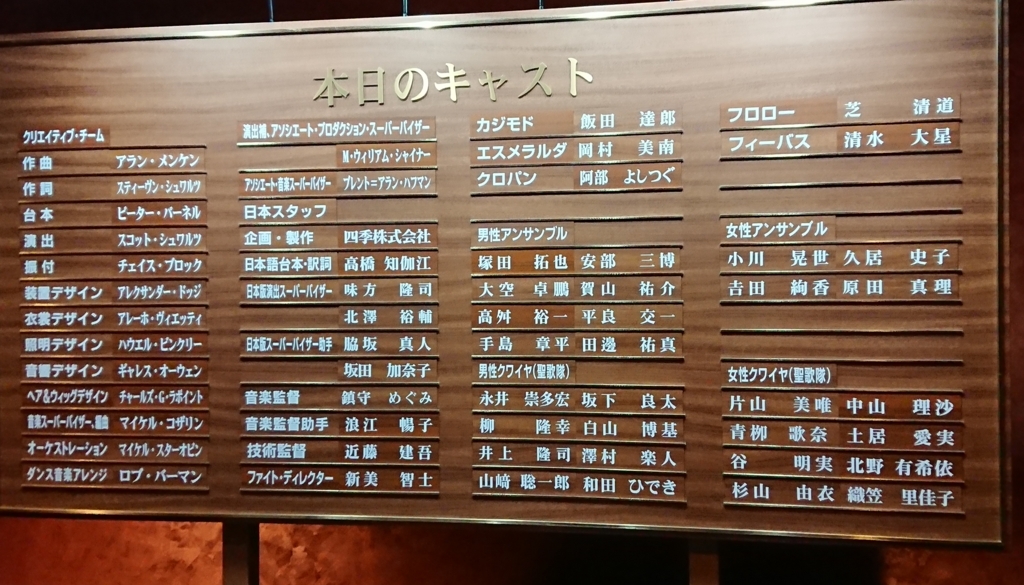 本日のキャスト
クリエイティブ・チーム
作曲 アラン・メンケン
作詞 スティーヴン・シュワルツ
台本 ピーター・パーネル
演出 スコット・シュワルツ
振付 チェイス・ブロック
装置デザイン アレクサンダー・ドッジ
衣裳デザイン アレーホ・ヴィエッティ
照明デザイン ハウエル・ビンクリー
音響デザイン ギャレス・オーウェン
ヘア&ウィッグデザイン チャールズ・G・ラポイント
音楽スーパーバイザー、編曲 マイケル・コザリン
オーケストレーション マイケル・スターオビン
ダンス音楽アレンジ ロブ・バーマン
演出補、アソシエート・プロダクション・スーパーバイザー
M・ウィリアム・シャイナー
アソシエート・音楽スーパーバイザー ブレント=アラン・ハフマン
日本スタッフ
企画・製作 四季株式会社
日本語台本・訳詞 高橋 知伽江
日本版演出スーパーバイザー 味方 隆司
北澤 裕輔
日本版スーパーバイザー助手 脇坂 真人
坂田 加奈子
音楽監督 鎮守 めぐみ
音楽監督助手 浪江 暢子
技術監督 近藤 建吾
ファイト・ディレクター 新美 智士
カジモド 飯田 達郎
エスメラルダ 岡村 美南
クロパン 阿部 よしつぐ
男性アンサンブル
塚田 拓也 安部 三博
大空 卓鵬 賀山 祐介
高舛 裕一 平良 交一
手島 章平 田邊 祐真
男性クワイヤ(聖歌隊)
永井 崇多宏 坂下 良太
柳 隆幸 白山 博基
井上 隆司 澤村 楽人
山﨑 聡一郎 和田 ひでき
フロロー 芝 清道
フィーバス 清水 大星
女性アンサンブル
小川 晃世 久居 史子
吉田 絢香 原田 真理
女性クワイヤ(聖歌隊)
片山 美唯 中山 理沙
青栁 歌奈 土居 愛実
谷 明実 北野 有希依
杉山 由衣 織笠 里佳子